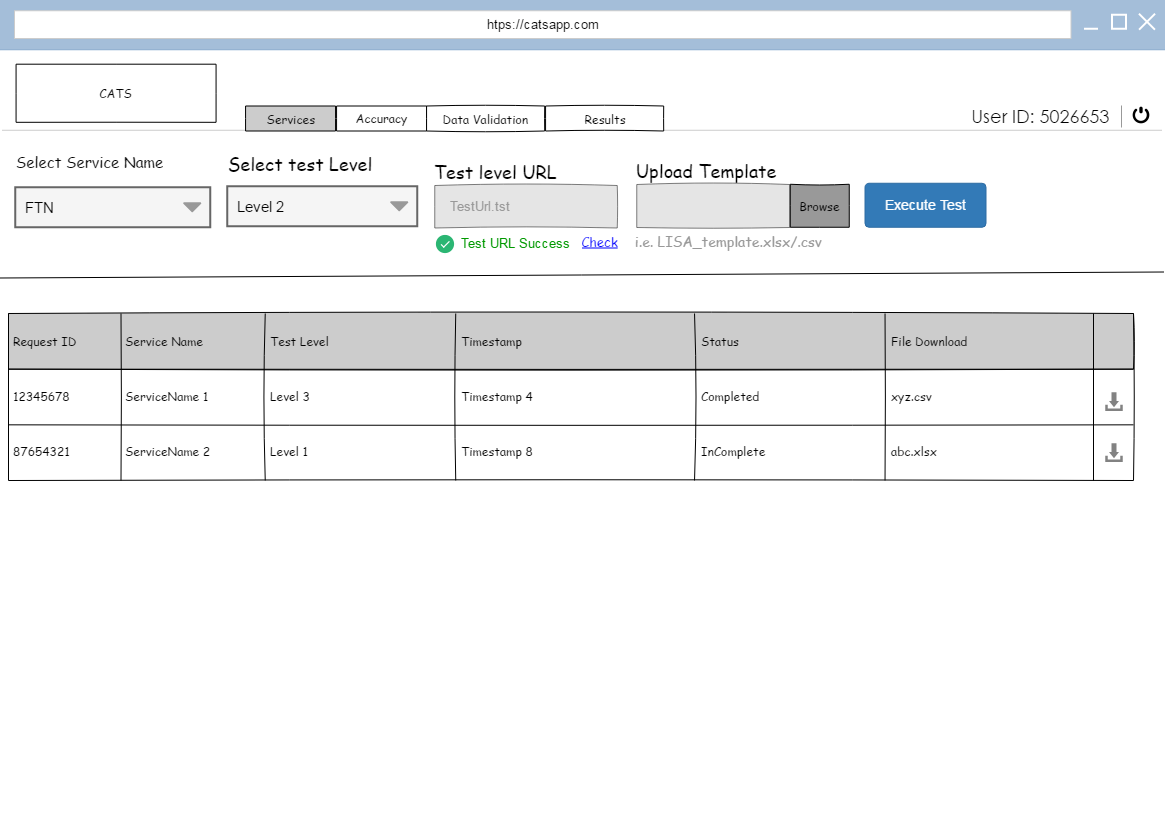 htps://catsapp.com
CATS
Services Accuracy Data Validation Results
User ID: 5026653
Select Service Name Select test Level Test level URL Upload Template
FTN Level 2 TestUrl.tst Browse Execute Test
Test URL Success Check i.e. LISA_template.xlsx/.csv
Request ID Service Name Test Level Timestamp Status File Download
12345678 ServiceName 1 Level 3 Timestamp 4 Completed xyz.csv
87654321 ServiceName 2 Level 1 Timestamp 8 InComplete abc.xlsx